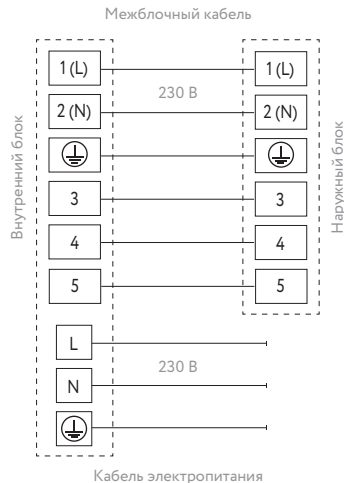 Межблочный кабель
1 (L) 1 (L)
230 В
2 (N) 2 (N)
3 3
4 4
5 5
Внутренний блок
Наружный блок
L
230 В
N
Кабель электропитания